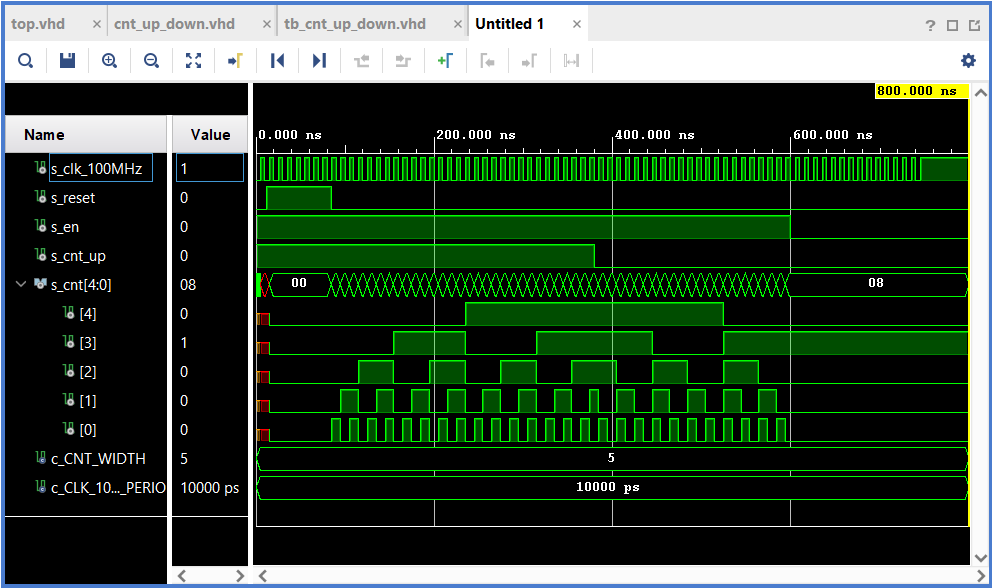 top.vhd × cnt_up_down.vhd × tb_cnt_up_down.vhd × Untitled 1 × ?
800.000 ns
Name Value 0.000 ns 200.000 ns 400.000 ns 600.000 ns
s_clk_100MHz 1
s_reset 0
s_en 0
s_cnt_up 0
s_cnt[4:0] 08 00 08
[4] 0
[3] 1
[2] 0
[1] 0
[0] 0
c_CNT_WIDTH 5 5
c_CLK_10..._PERIO 10000 ps 10000 ps